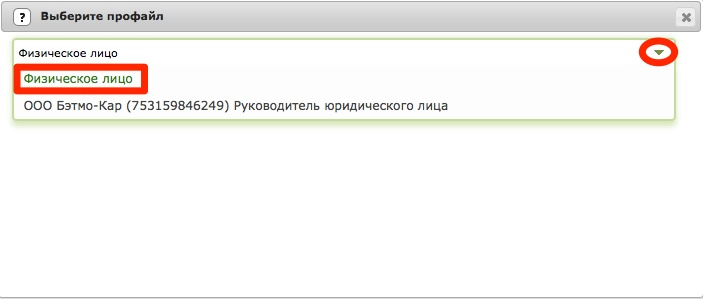 ? Выберите профайл
Физическое лицо
Физическое лицо
ООО Бэтмо-Кар (753159846249) Руководитель юридического лица